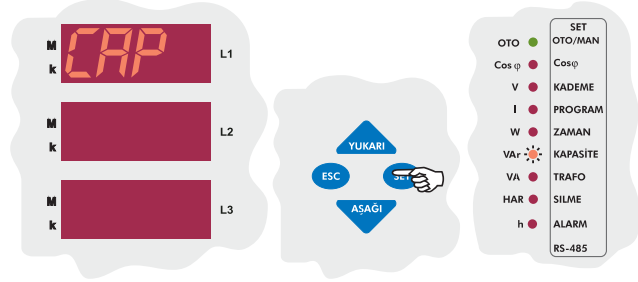 M
k
CAP
L1
M
k
L2
M
k
L3
YUKARI
ESC
SET
AŞAĞI
SET
OTO OTO/MAN
Cos φ Cosφ
V KADEME
I PROGRAM
W ZAMAN
VAr KAPASİTE
VA TRAFO
HAR SILME
h ALARM
RS-485